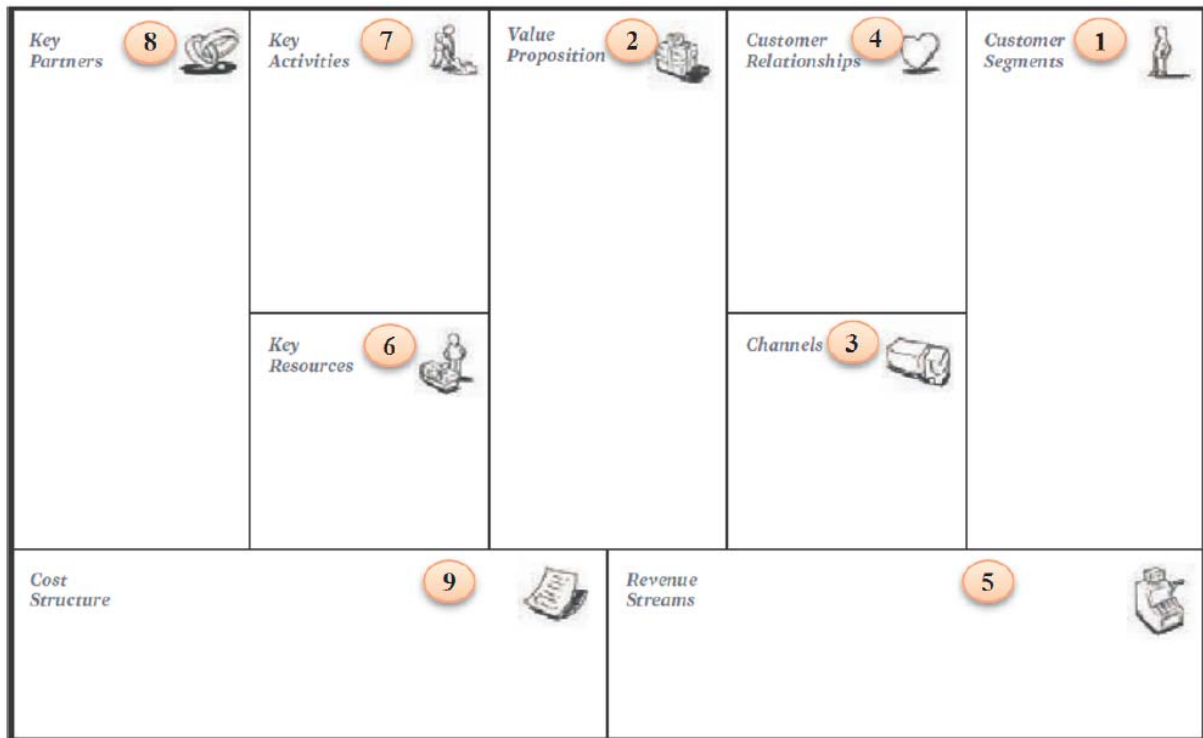 Key
Partners
8
Key
Activities
7
Value
Proposition
2
Customer
Relationships
4
Customer
Segments
1
Key
Resources
6
Channels
3
Cost
Structure
9
Revenue
Streams
5